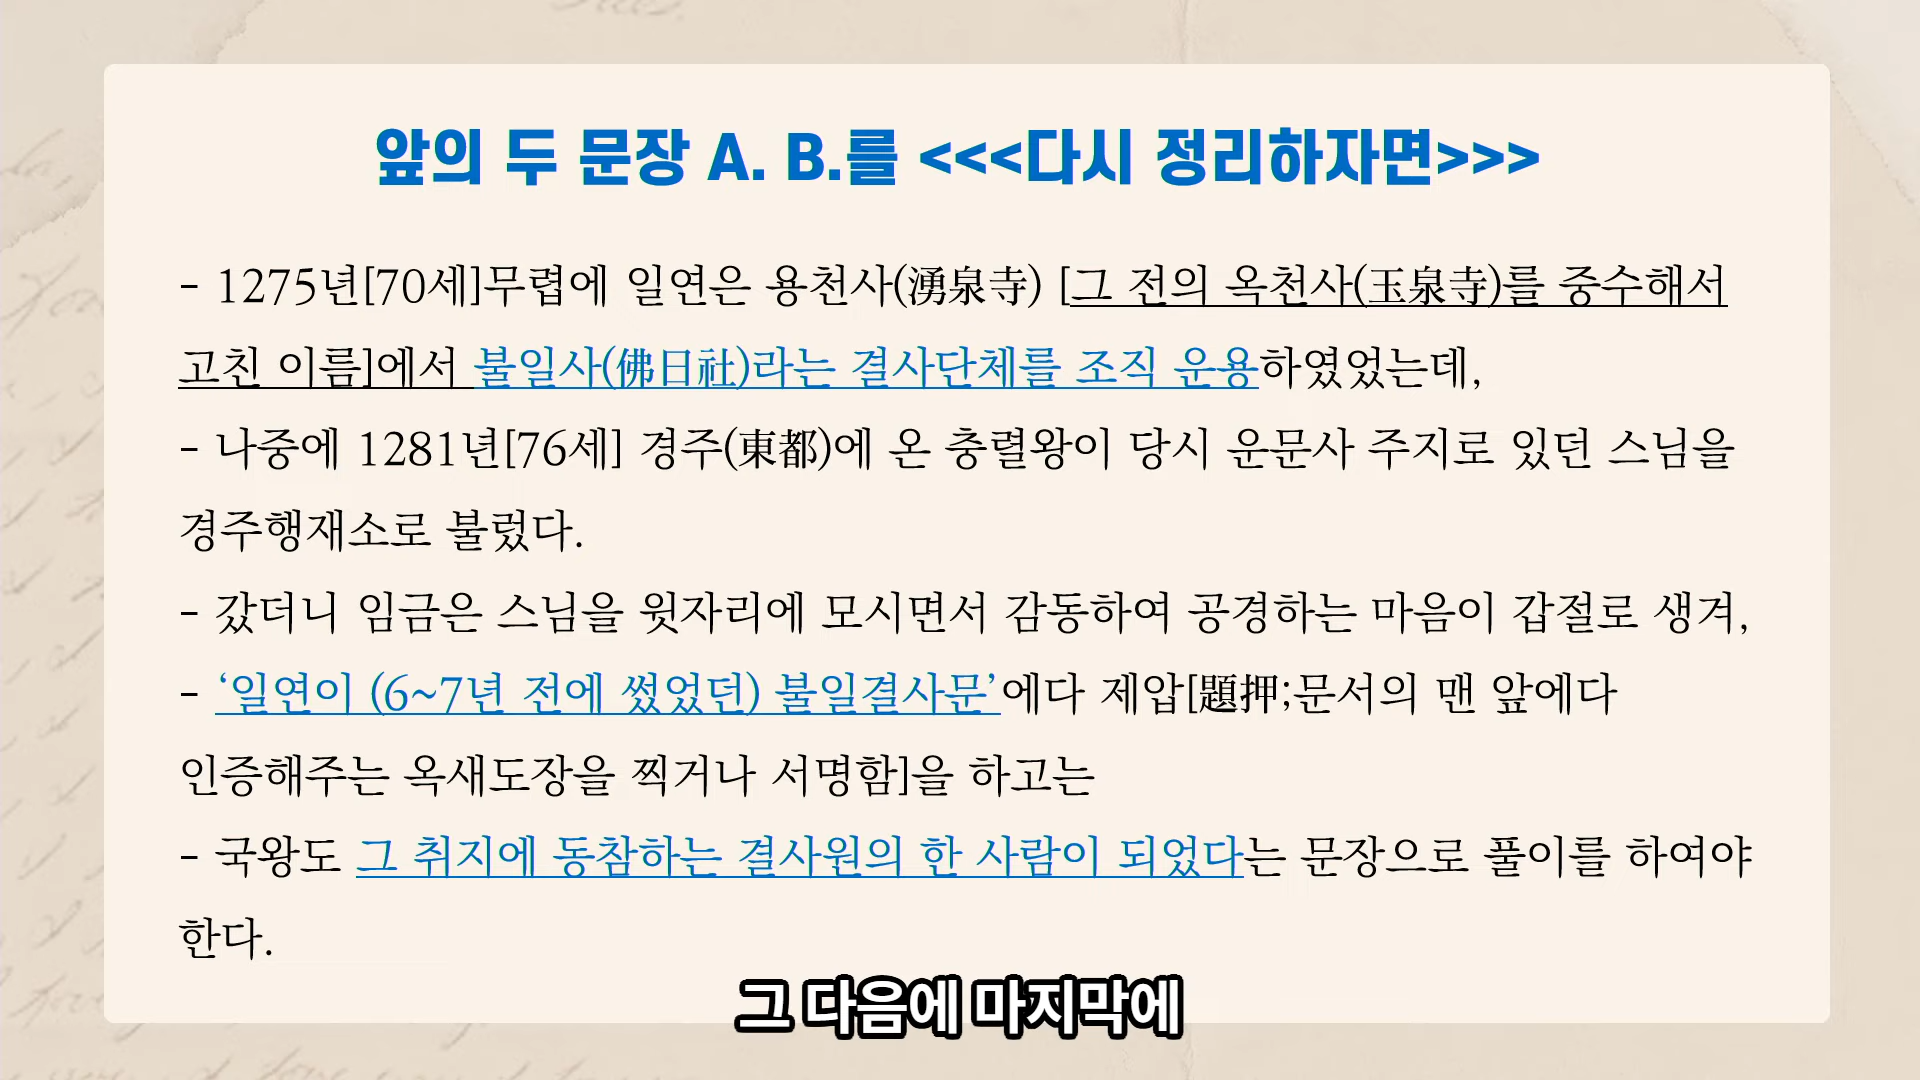 앞의 두 문장 A. B.를 <<<다시 정리하자면>>>
- 1275년[70세]무렵에 일연은 용천사(湧泉寺) [그 전의 옥천사(玉泉寺)를 중수해서
고친 이름]에서 불일사(佛日社)라는 결사단체를 조직 운용하였었는데,
- 나중에 1281년[76세] 경주(東都)에 온 충렬왕이 당시 운문사 주지로 있던 스님을
경주행재소로 불렀다.
- 갔더니 임금은 스님을 윗자리에 모시면서 감동하여 공경하는 마음이 갑절로 생겨,
- ‘일연이 (6~7년 전에 썼었던) 불일결사문’에다 제압[題押;문서의 맨 앞에다
인증해주는 옥새도장을 찍거나 서명함]을 하고는
- 국왕도 그 취지에 동참하는 결사원의 한 사람이 되었다는 문장으로 풀이를 하여야
한다.
그 다음에 마지막에